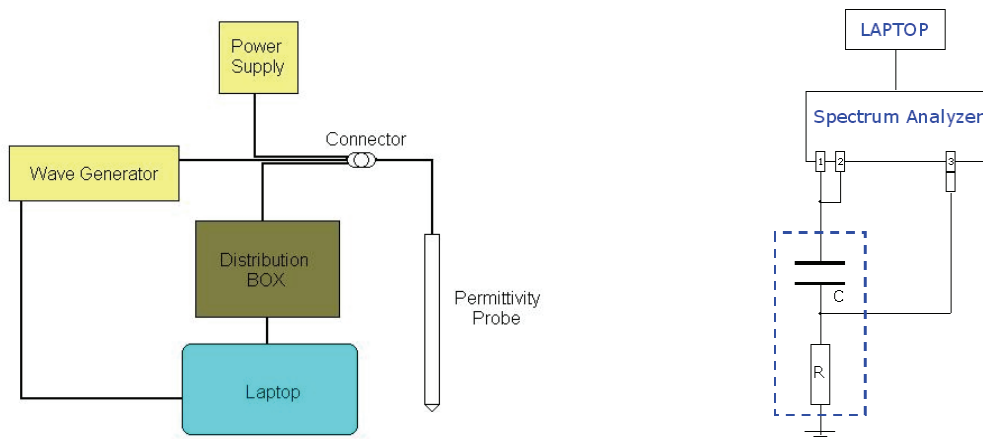 Power
Supply
Connector
Wave Generator
Distribution
BOX
Permittivity
Probe
Laptop
LAPTOP
Spectrum Analyzer
1 2 3
C
R